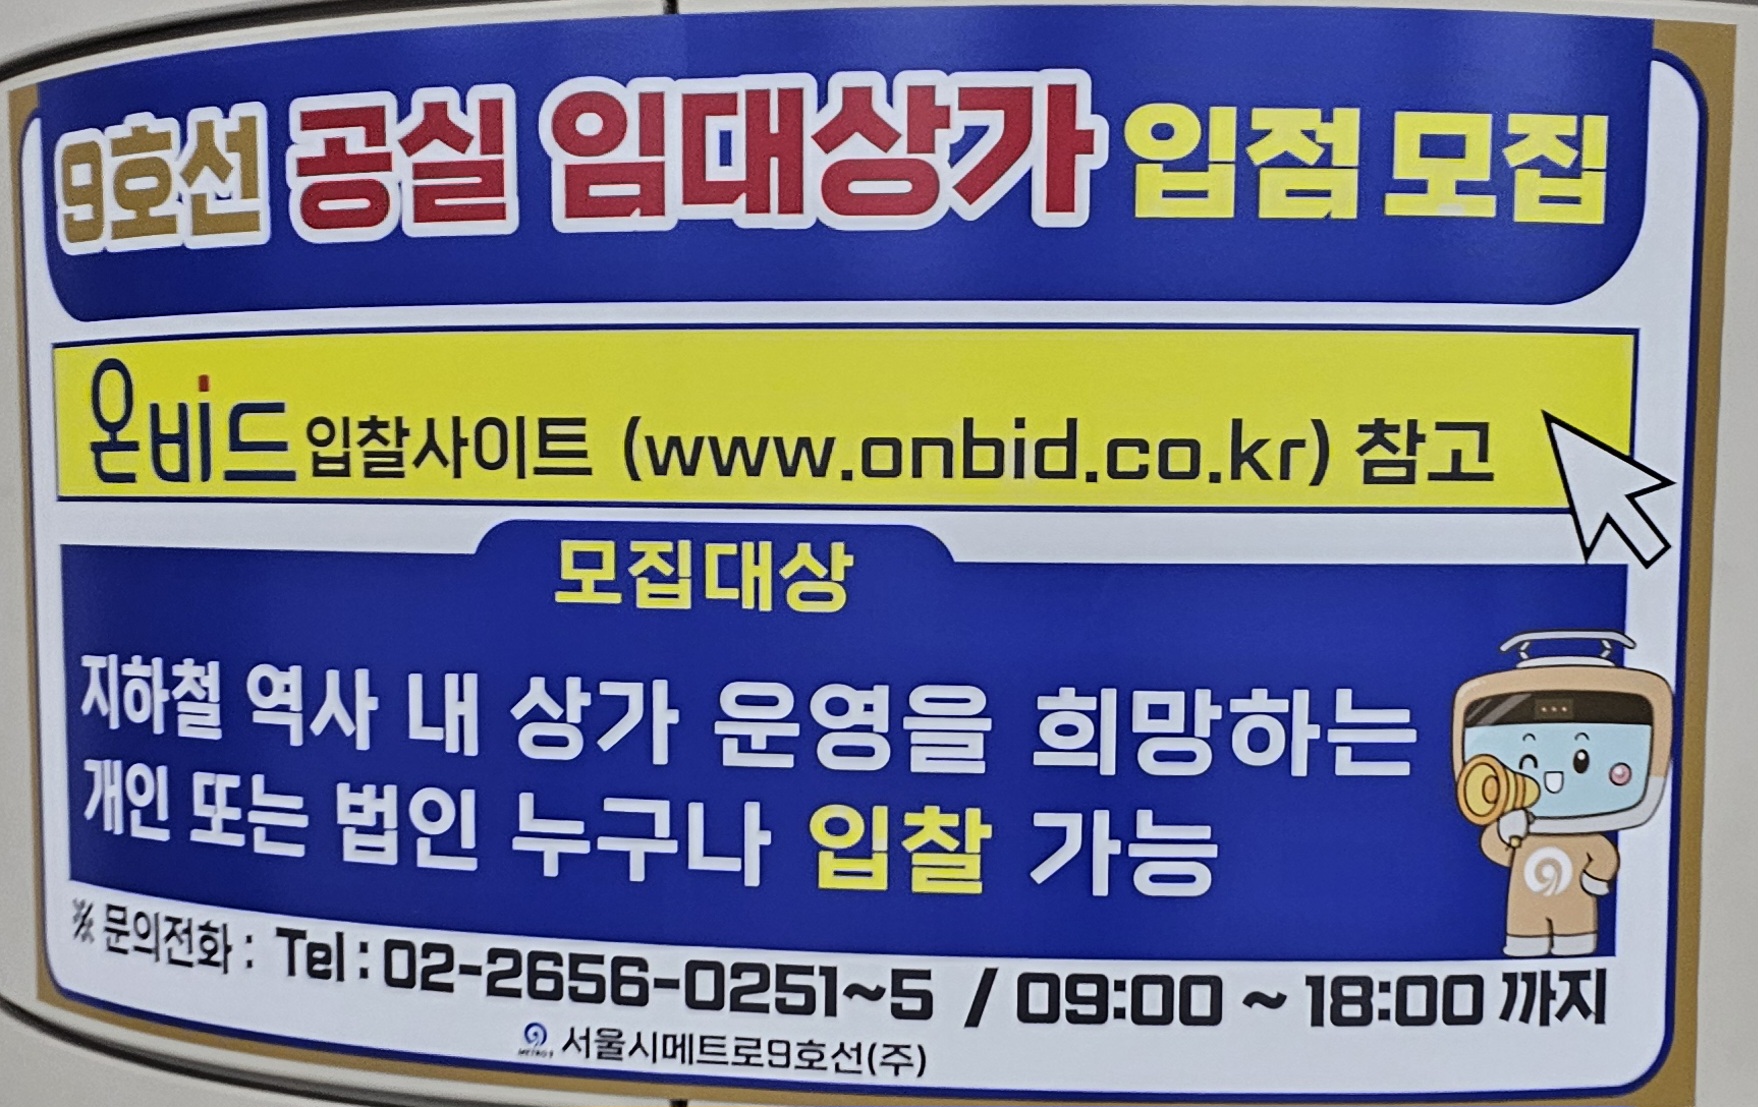 9호선 공실 임대상가 입점 모집
온비드 입찰사이트 (www.onbid.co.kr) 참고
모집대상
지하철 역사 내 상가 운영을 희망하는
개인 또는 법인 누구나 입찰 가능
※ 문의전화 : Tel : 02-2656-0251~5 / 09:00 ~ 18:00 까지
METRO9 서울시메트로9호선(주)